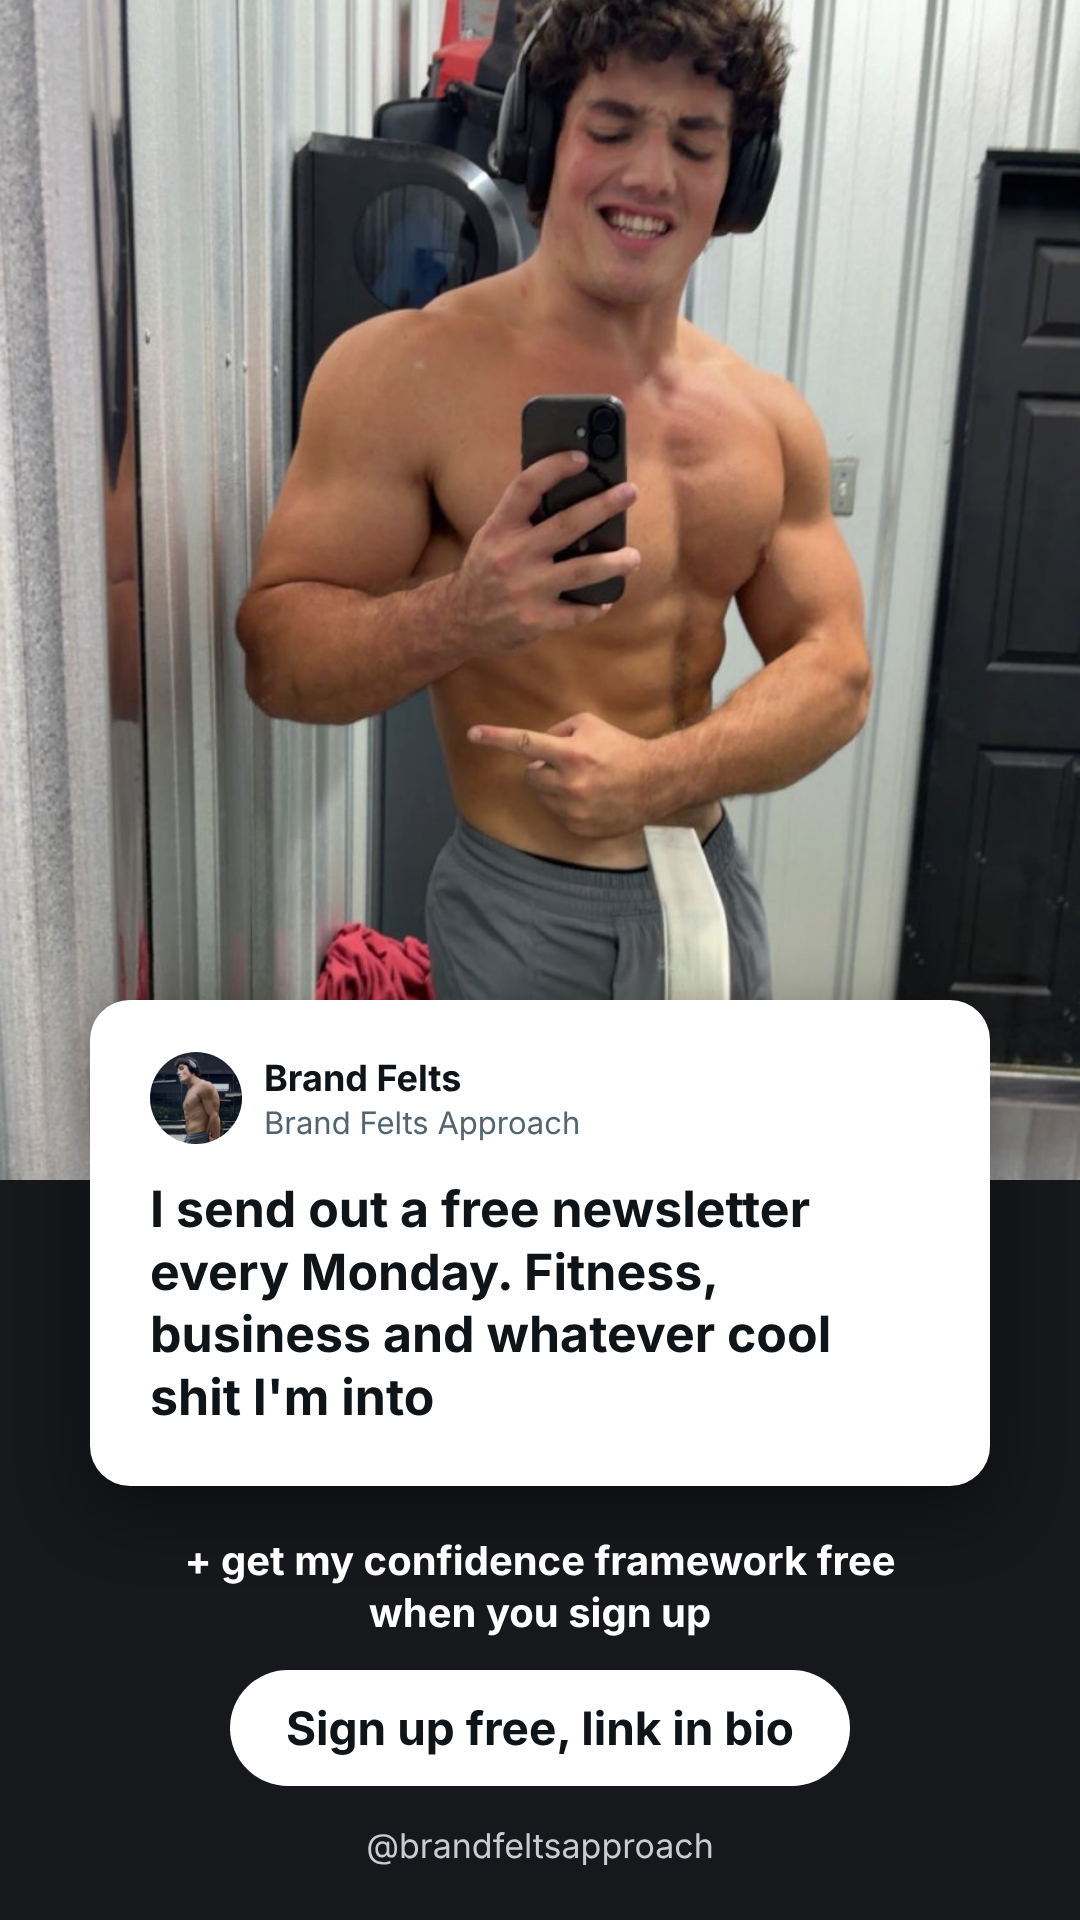 Brand Felts
Brand Felts Approach
I send out a free newsletter
every Monday. Fitness,
business and whatever cool
shit I'm into
+ get my confidence framework free
when you sign up
Sign up free, link in bio
@brandfeltsapproach